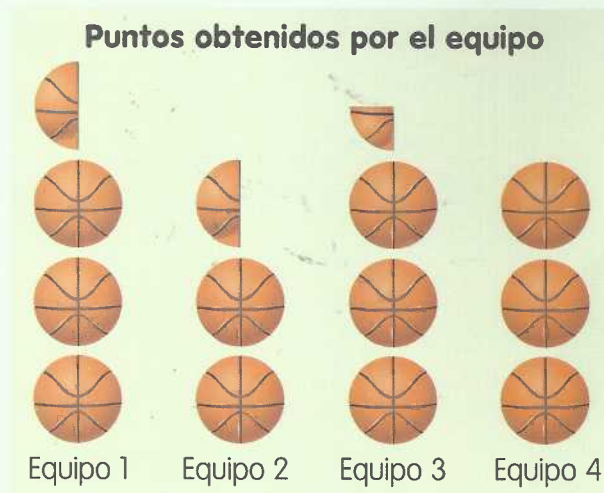 Puntos obtenidos por el equipo
Equipo 1
Equipo 2
Equipo 3
Equipo 4